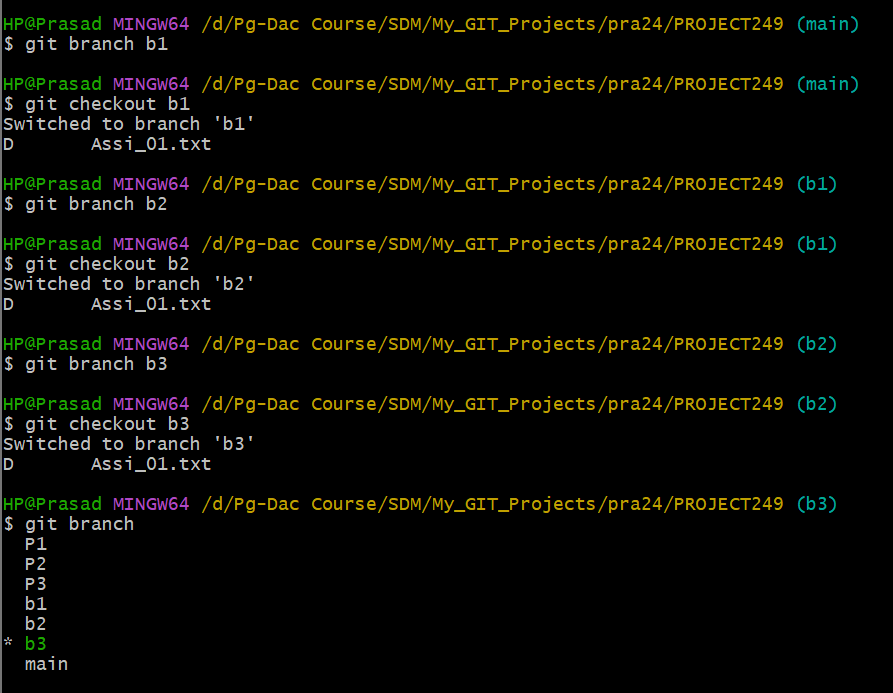 HP@Prasad MINGW64 /d/Pg-Dac Course/SDM/My_GIT_Projects/pra24/PROJECT249 (main)
$ git branch b1
HP@Prasad MINGW64 /d/Pg-Dac Course/SDM/My_GIT_Projects/pra24/PROJECT249 (main)
$ git checkout b1
Switched to branch 'b1'
D       Assi_01.txt
HP@Prasad MINGW64 /d/Pg-Dac Course/SDM/My_GIT_Projects/pra24/PROJECT249 (b1)
$ git branch b2
HP@Prasad MINGW64 /d/Pg-Dac Course/SDM/My_GIT_Projects/pra24/PROJECT249 (b1)
$ git checkout b2
Switched to branch 'b2'
D       Assi_01.txt
HP@Prasad MINGW64 /d/Pg-Dac Course/SDM/My_GIT_Projects/pra24/PROJECT249 (b2)
$ git branch b3
HP@Prasad MINGW64 /d/Pg-Dac Course/SDM/My_GIT_Projects/pra24/PROJECT249 (b2)
$ git checkout b3
Switched to branch 'b3'
D       Assi_01.txt
HP@Prasad MINGW64 /d/Pg-Dac Course/SDM/My_GIT_Projects/pra24/PROJECT249 (b3)
$ git branch
  P1
  P2
  P3
  b1
  b2
* b3
  main